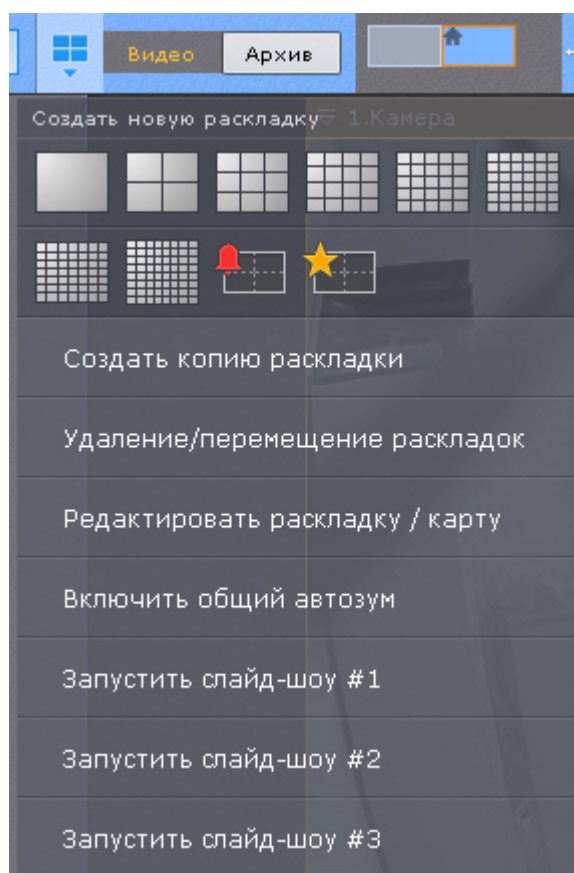 Видео
Архив
Создать новую раскладку 1.Камера
Создать копию раскладки
Удаление/перемещение раскладок
Редактировать раскладку / карту
Включить общий автозум
Запустить слайд-шоу #1
Запустить слайд-шоу #2
Запустить слайд-шоу #3